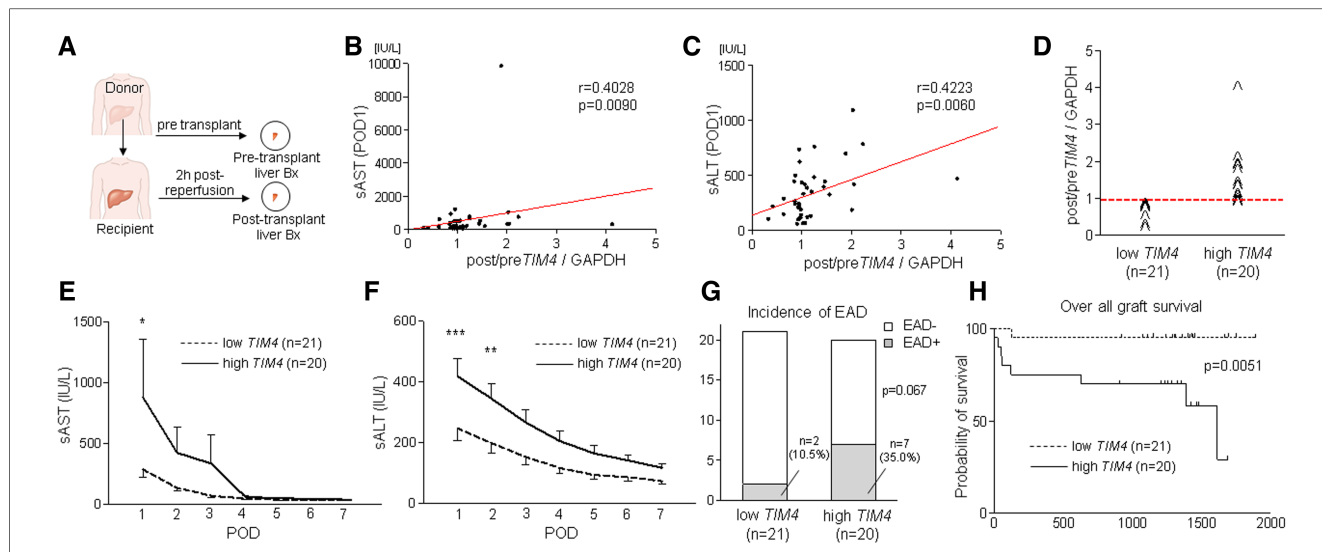 A
Donor
pre transplant
Pre-transplant
liver Bx
2h post-
reperfusion
Post-transplant
liver Bx
Recipient
B
[IU/L]
sAST (POD1)
10000
8000
6000
4000
2000
0
r=0.4028
p=0.0090
0 1 2 3 4 5
post/preTIM4 / GAPDH
C
[IU/L]
sALT (POD1)
1500
1000
500
0
r=0.4223
p=0.0060
0 1 2 3 4 5
post/preTIM4 / GAPDH
D
post/preTIM4 / GAPDH
5
4
3
2
1
0
low TIM4
(n=21)
high TIM4
(n=20)
E
sAST (IU/L)
1500
1000
500
0
*
low TIM4 (n=21)
high TIM4 (n=20)
1 2 3 4 5 6 7
POD
F
sALT (IU/L)
600
400
200
0
***
**
low TIM4 (n=21)
high TIM4 (n=20)
1 2 3 4 5 6 7
POD
G
Incidence of EAD
20
15
10
5
0
EAD-
EAD+
p=0.067
n=2
(10.5%)
n=7
(35.0%)
low TIM4
(n=21)
high TIM4
(n=20)
H
Over all graft survival
Probability of survival
100
50
0
p=0.0051
low TIM4 (n=21)
high TIM4 (n=20)
0 500 1000 1500 2000